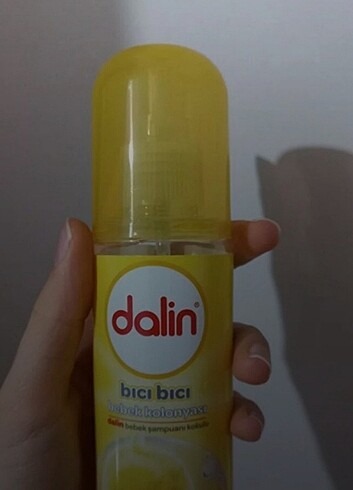 dalin®
bıcı bıcı
bebek kolonyası
dalin bebek şampuanı kokulu